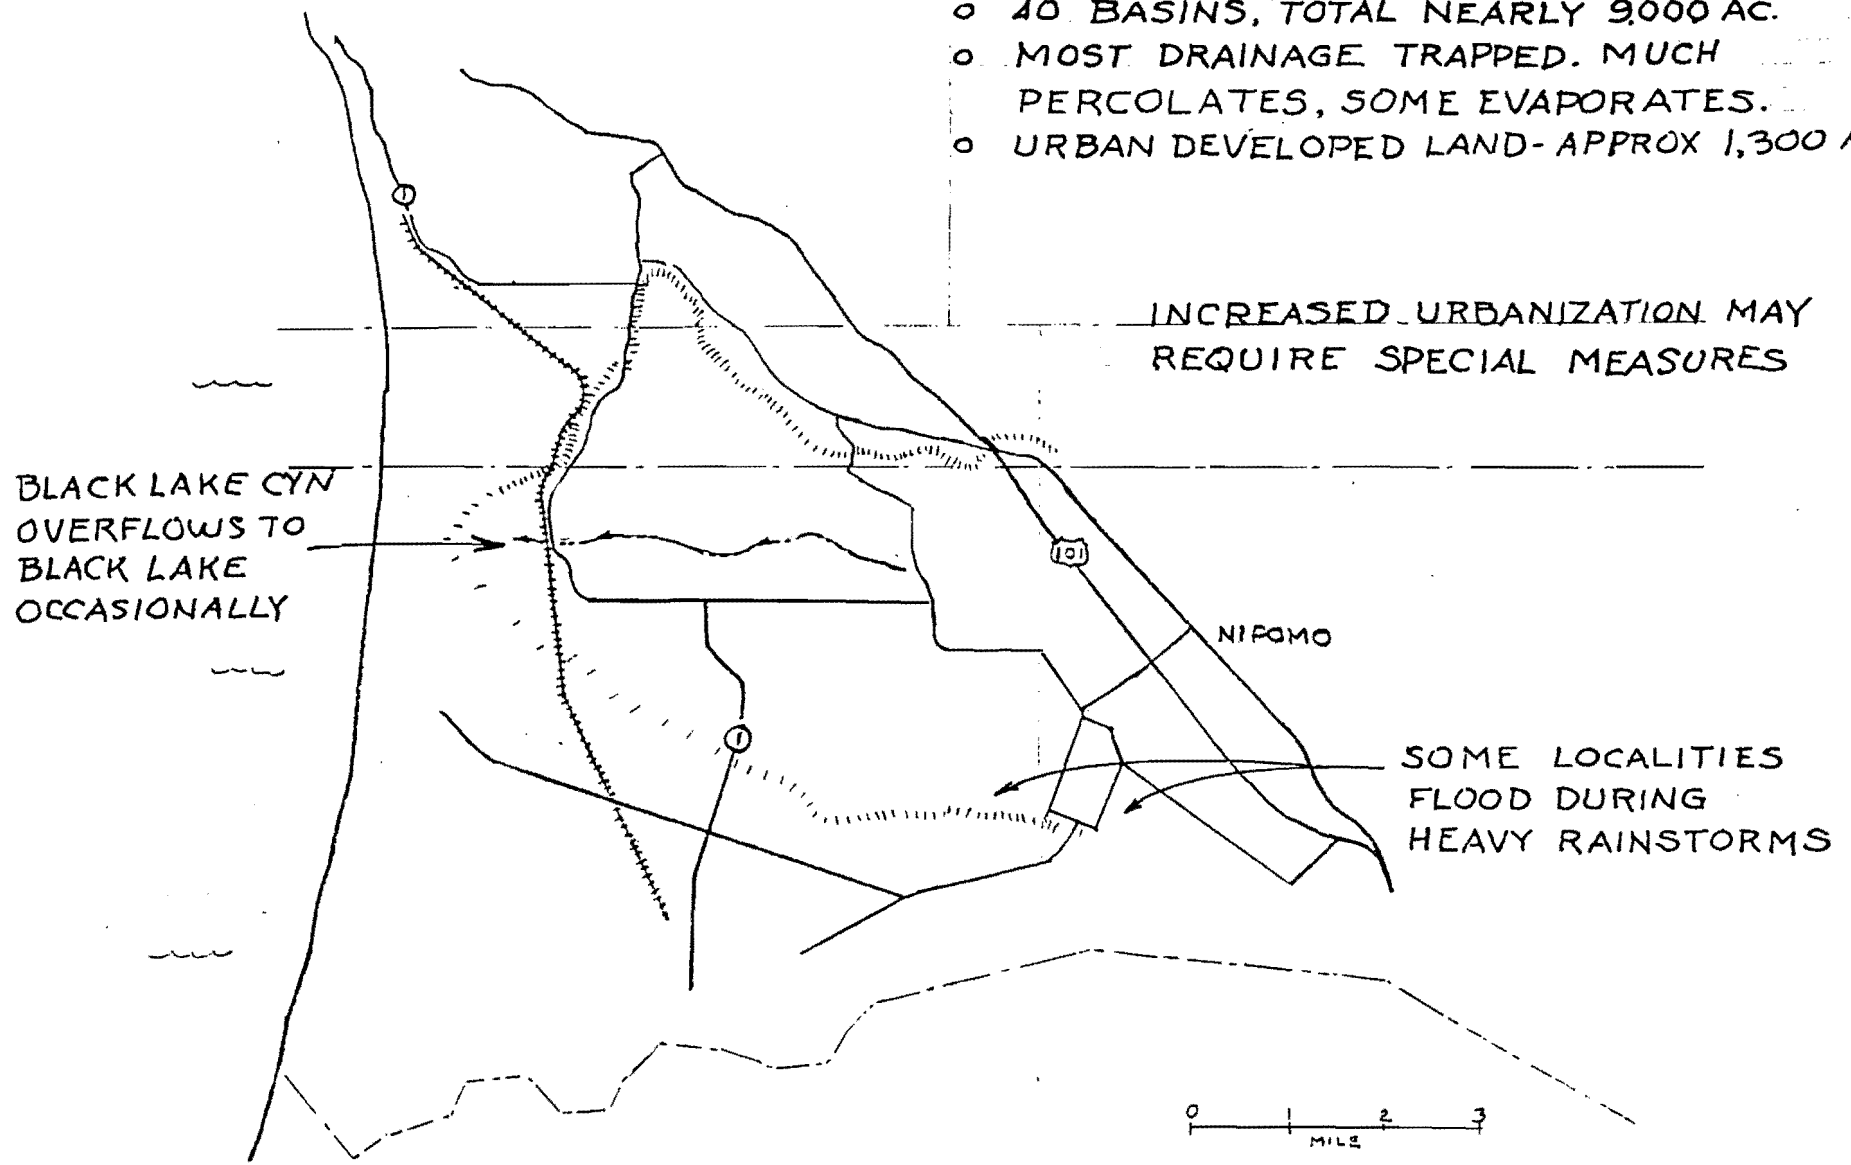 o 40 BASINS, TOTAL NEARLY 9,000 AC.
o MOST DRAINAGE TRAPPED. MUCH
PERCOLATES, SOME EVAPORATES.
o URBAN DEVELOPED LAND - APPROX 1,300
1
INCREASED URBANIZATION MAY
REQUIRE SPECIAL MEASURES
BLACK LAKE CYN
OVERFLOWS TO
BLACK LAKE
OCCASIONALLY
101
NIPOMO
1
SOME LOCALITIES
FLOOD DURING
HEAVY RAINSTORMS
0 1 2 3
MILE